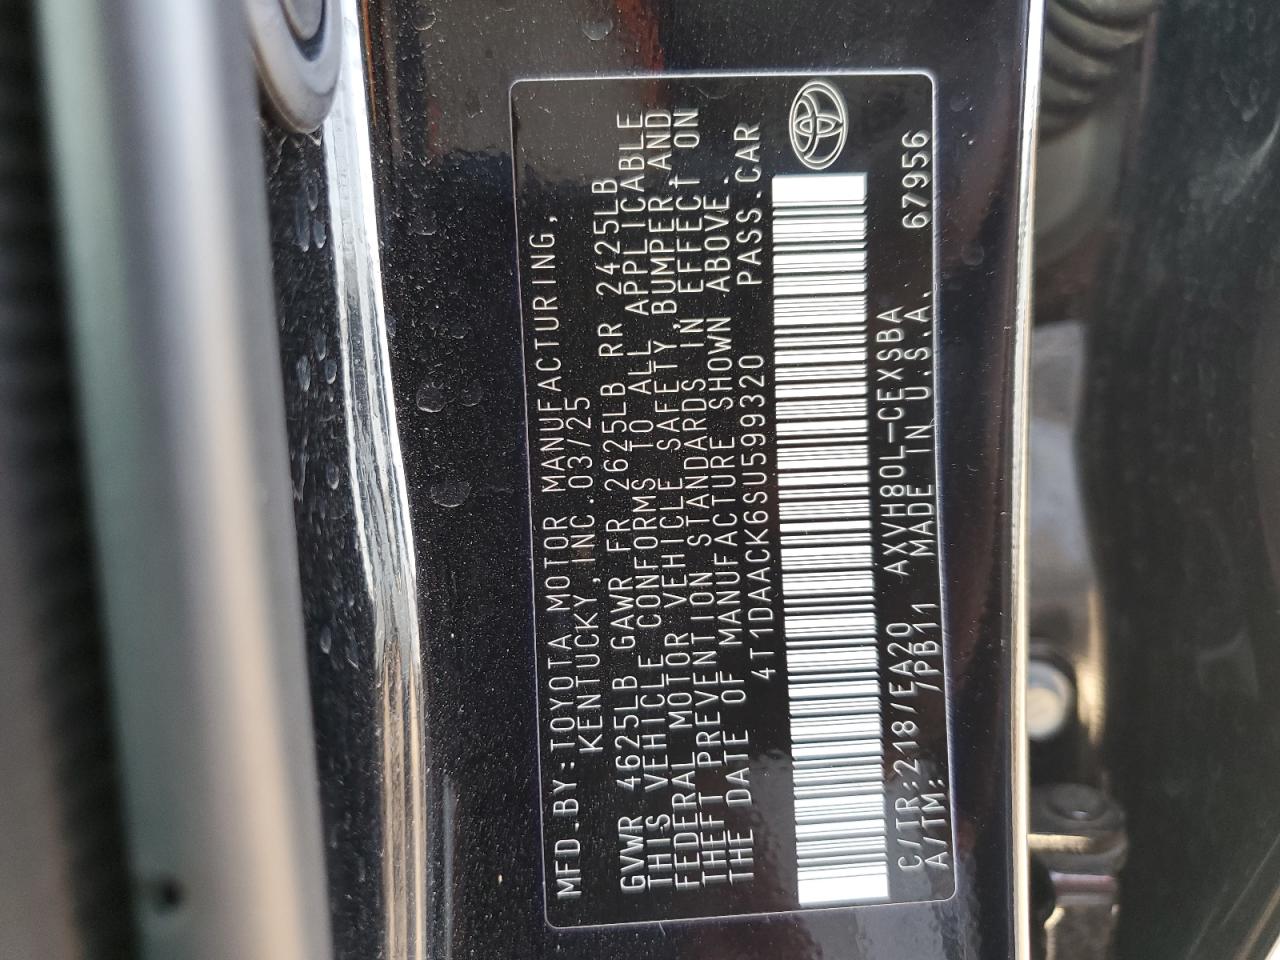 MFD.BY:TOYOTA MOTOR MANUFACTURING,
KENTUCKY, INC.03/25
GVWR 4625LB GAWR FR 2625LB RR 2425LB
THIS VEHICLE CONFORMS TO ALL APPLICABLE
FEDERAL MOTOR VEHICLE SAFETY,BUMPER,AND
THEFT PREVENTION STANDARDS IN EFFECT ON
THE DATE OF MANUFACTURE SHOWN ABOVE.
4T1DAACK6SU599320 PASS.CAR
C/TR:218/EA20 AXVH80L-CEXSBA
A/TM: /PB11 MADE IN U.S.A. 67956